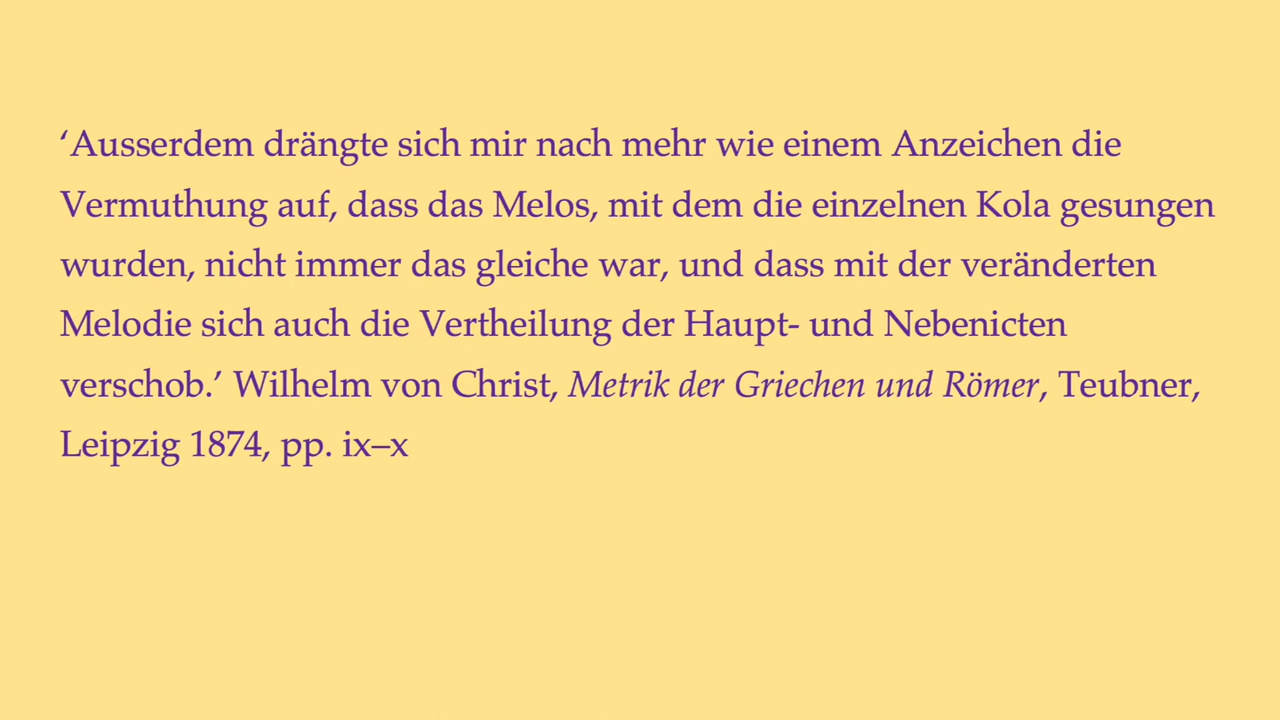 ‘Ausserdem drängte sich mir nach mehr wie einem Anzeichen die
Vermuthung auf, dass das Melos, mit dem die einzelnen Kola gesungen
wurden, nicht immer das gleiche war, und dass mit der veränderten
Melodie sich auch die Vertheilung der Haupt- und Nebenicten
verschob.’ Wilhelm von Christ, Metrik der Griechen und Römer, Teubner,
Leipzig 1874, pp. ix–x